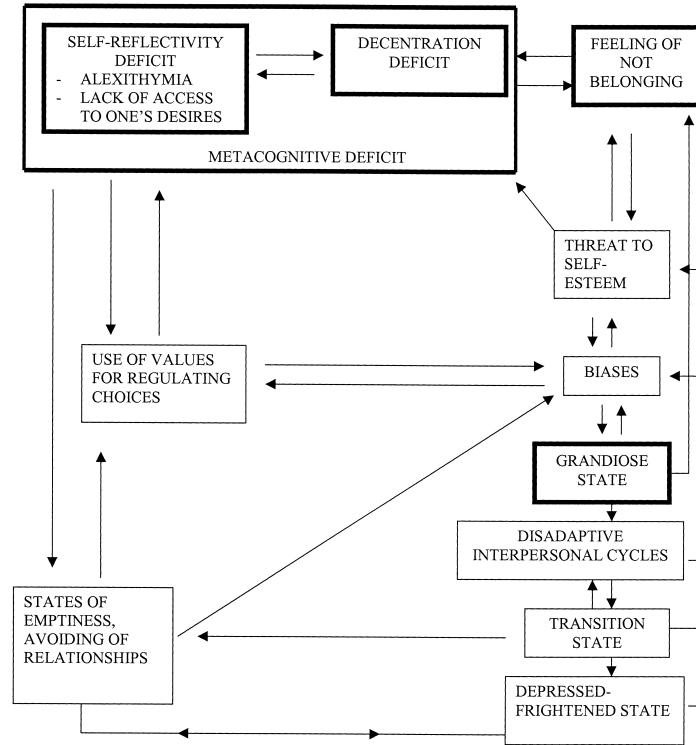 SELF-REFLECTIVITY
DEFICIT
- ALEXITHYMIA
- LACK OF ACCESS
TO ONE'S DESIRES
DECENTRATION
DEFICIT
FEELING OF
NOT
BELONGING
METACOGNITIVE DEFICIT
THREAT TO
SELF-
ESTEEM
USE OF VALUES
FOR REGULATING
CHOICES
BIASES
GRANDIOSE
STATE
DISADAPTIVE
INTERPERSONAL CYCLES
STATES OF
EMPTINESS,
AVOIDING OF
RELATIONSHIPS
TRANSITION
STATE
DEPRESSED-
FRIGHTENED STATE